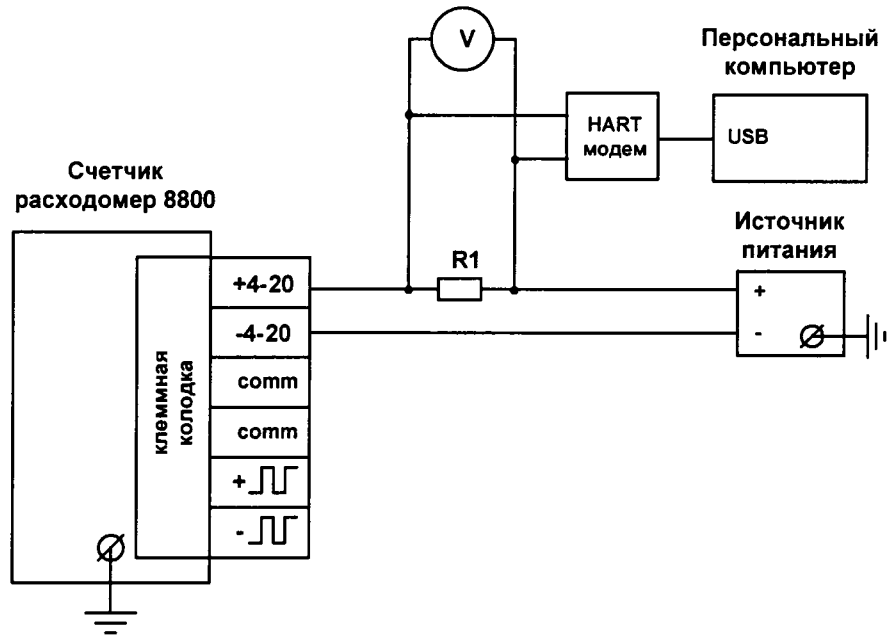 V
Персональный
компьютер
HART
модем
USB
Счетчик
расходомер 8800
Источник
питания
R1
+4-20
+
-4-20
-
comm
клеммная
колодка
comm
+
-